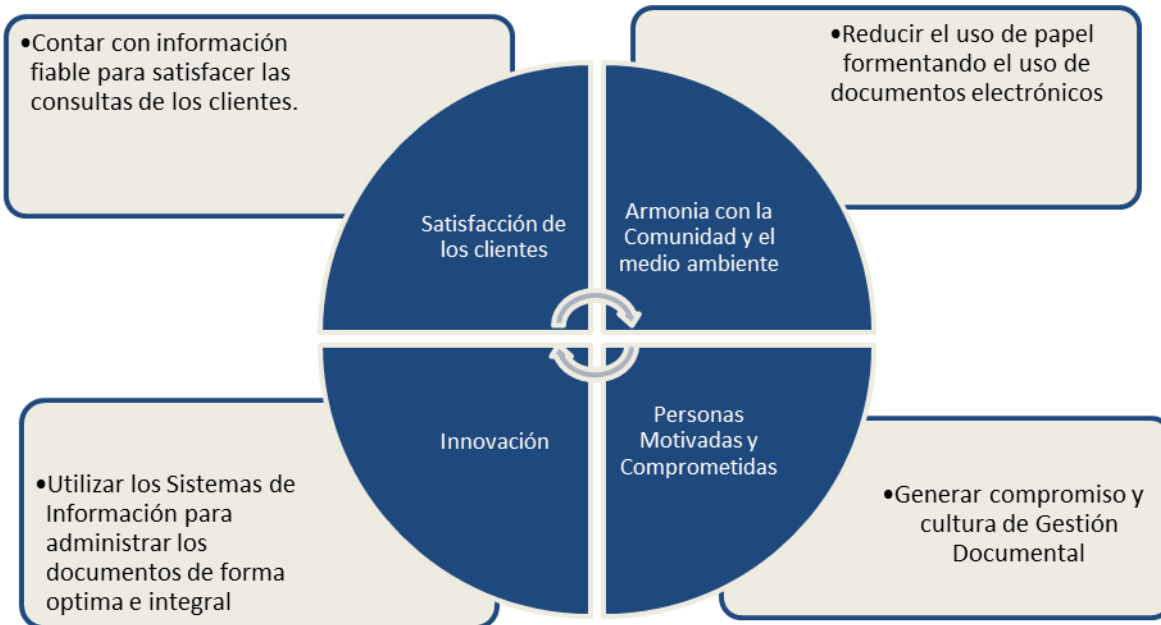 •Contar con información
fiable para satisfacer las
consultas de los clientes.
•Reducir el uso de papel
formentando el uso de
documentos electrónicos
Satisfacción de
los clientes
Armonia con la
Comunidad y el
medio ambiente
Innovación
Personas
Motivadas y
Comprometidas
•Utilizar los Sistemas de
Información para
administrar los
documentos de forma
optima e integral
•Generar compromiso y
cultura de Gestión
Documental